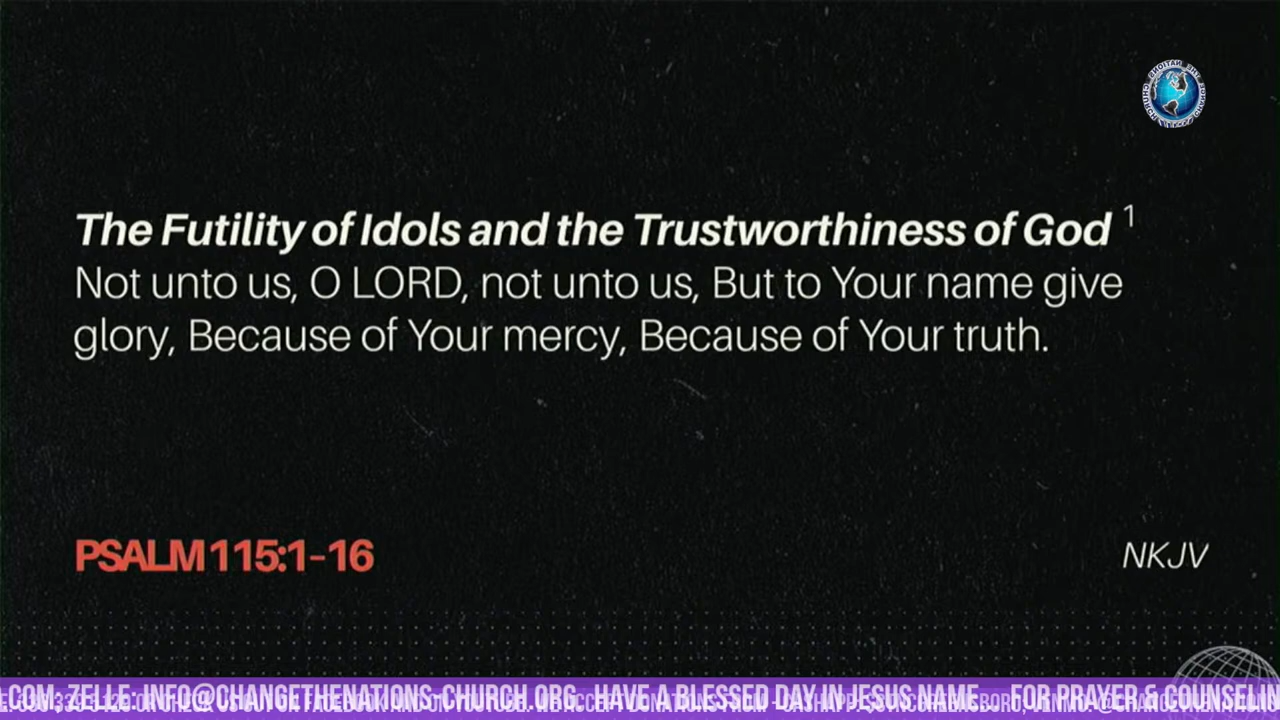 The Futility of Idols and the Trustworthiness of God 1
Not unto us, O LORD, not unto us, But to Your name give
glory, Because of Your mercy, Because of Your truth.
PSALM 115:1-16
NKJV
.COM; ZELLE: INFO@CHANGETHENATIONS-CHURCH.ORG. HAVE A BLESSED DAY IN JESUS NAME. FOR PRAYER & COUNSELIN